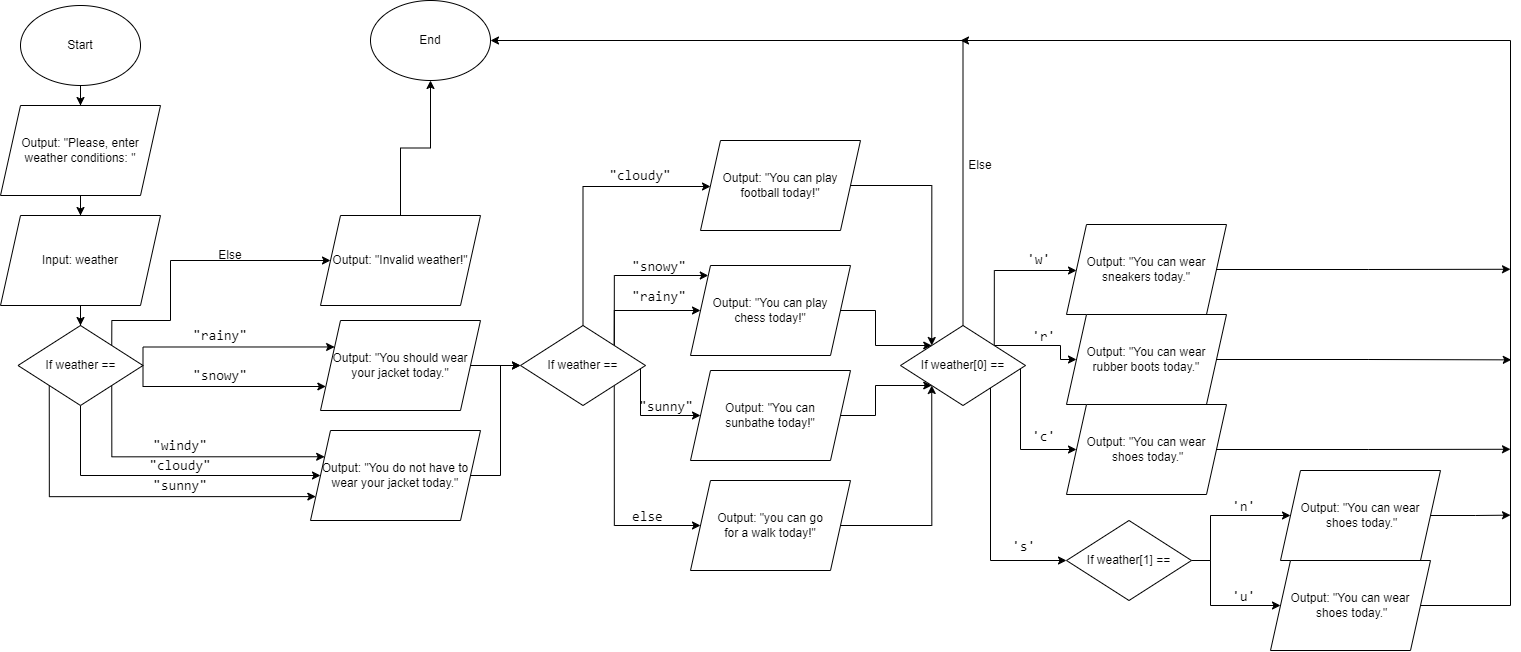 Start
End
Output: "Please, enter
weather conditions: "
Input: weather
If weather ==
Else
Output: "Invalid weather!"
"rainy"
"snowy"
Output: "You should wear
your jacket today."
"windy"
"cloudy"
"sunny"
Output: "You do not have to
wear your jacket today."
If weather ==
"cloudy"
Output: "You can play
football today!"
"snowy"
"rainy"
Output: "You can play
chess today!"
"sunny"
Output: "You can
sunbathe today!"
else
Output: "you can go
for a walk today!"
If weather[0] ==
Else
'w'
Output: "You can wear
sneakers today."
'r'
Output: "You can wear
rubber boots today."
'c'
Output: "You can wear
shoes today."
's'
If weather[1] ==
'n'
Output: "You can wear
shoes today."
'u'
Output: "You can wear
shoes today."